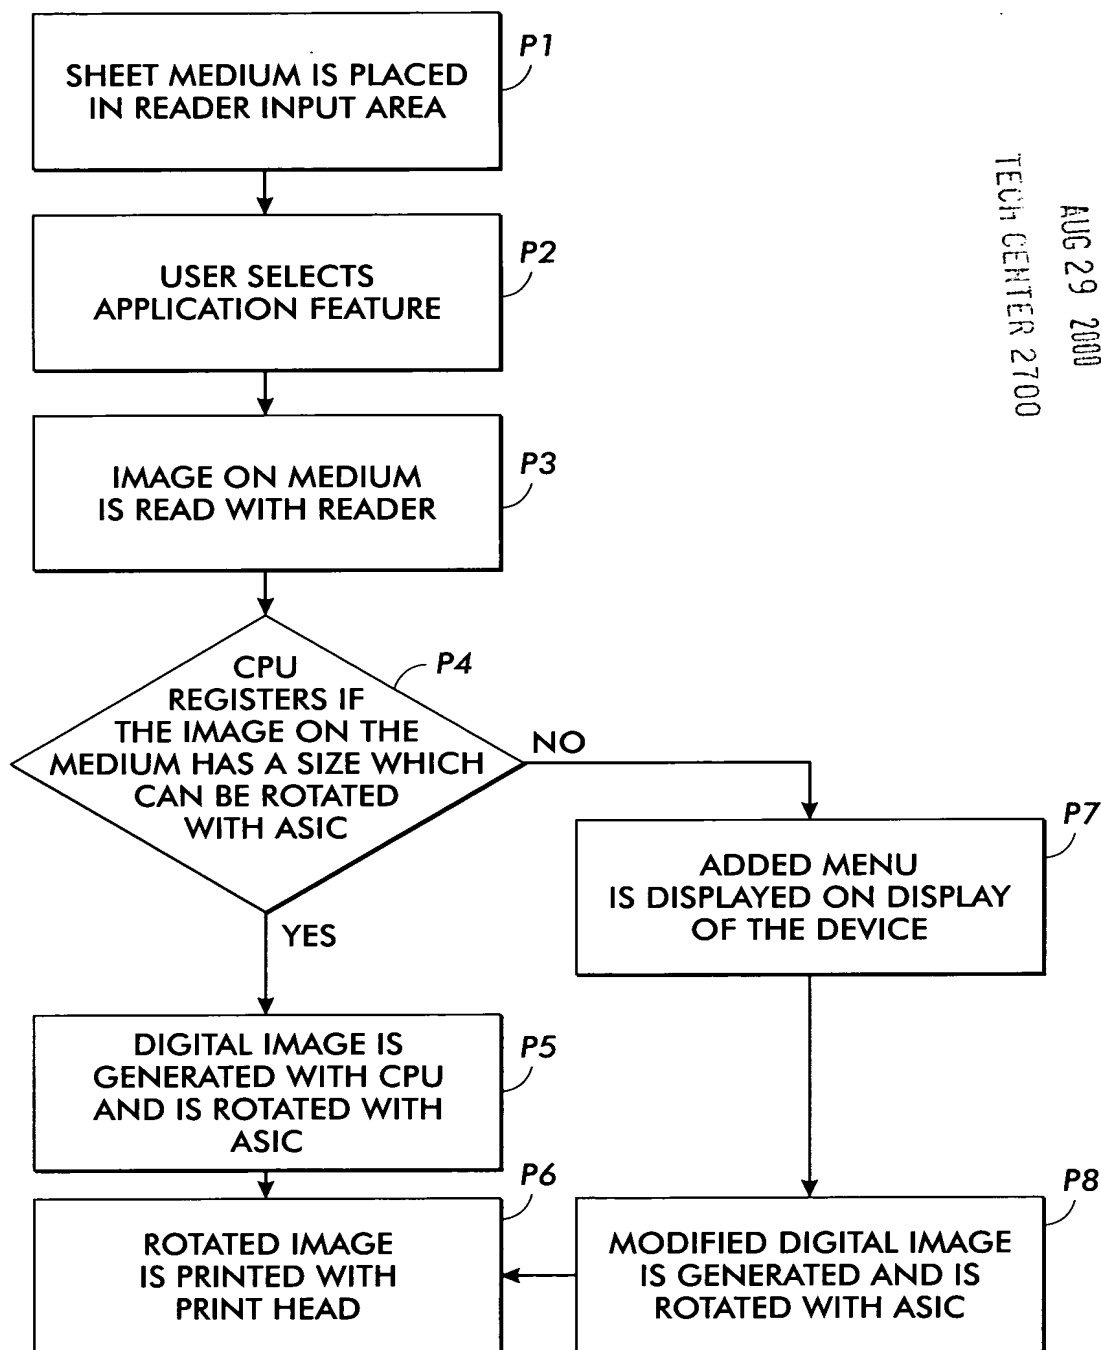 P1
SHEET MEDIUM IS PLACED
IN READER INPUT AREA
P2
USER SELECTS
APPLICATION FEATURE
P3
IMAGE ON MEDIUM
IS READ WITH READER
P4
CPU
REGISTERS IF
THE IMAGE ON THE
MEDIUM HAS A SIZE WHICH
CAN BE ROTATED
WITH ASIC
NO
YES
P7
ADDED MENU
IS DISPLAYED ON DISPLAY
OF THE DEVICE
P5
DIGITAL IMAGE IS
GENERATED WITH CPU
AND IS ROTATED WITH
ASIC
P6
ROTATED IMAGE
IS PRINTED WITH
PRINT HEAD
P8
MODIFIED DIGITAL IMAGE
IS GENERATED AND IS
ROTATED WITH ASIC
AUG 29 2000
TECH CENTER 2700